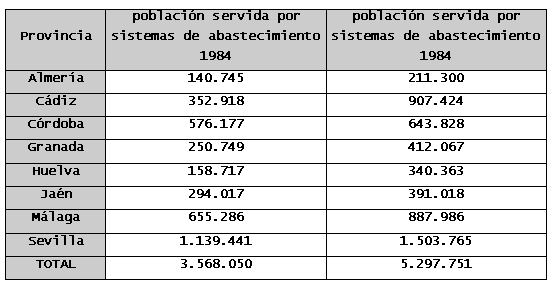 Provincia
población servida por
sistemas de abastecimiento
1984
población servida por
sistemas de abastecimiento
1984
Almería 140.745 211.300
Cádiz 352.918 907.424
Córdoba 576.177 643.828
Granada 250.749 412.067
Huelva 158.717 340.363
Jaén 294.017 391.018
Málaga 655.286 887.986
Sevilla 1.139.441 1.503.765
TOTAL 3.568.050 5.297.751